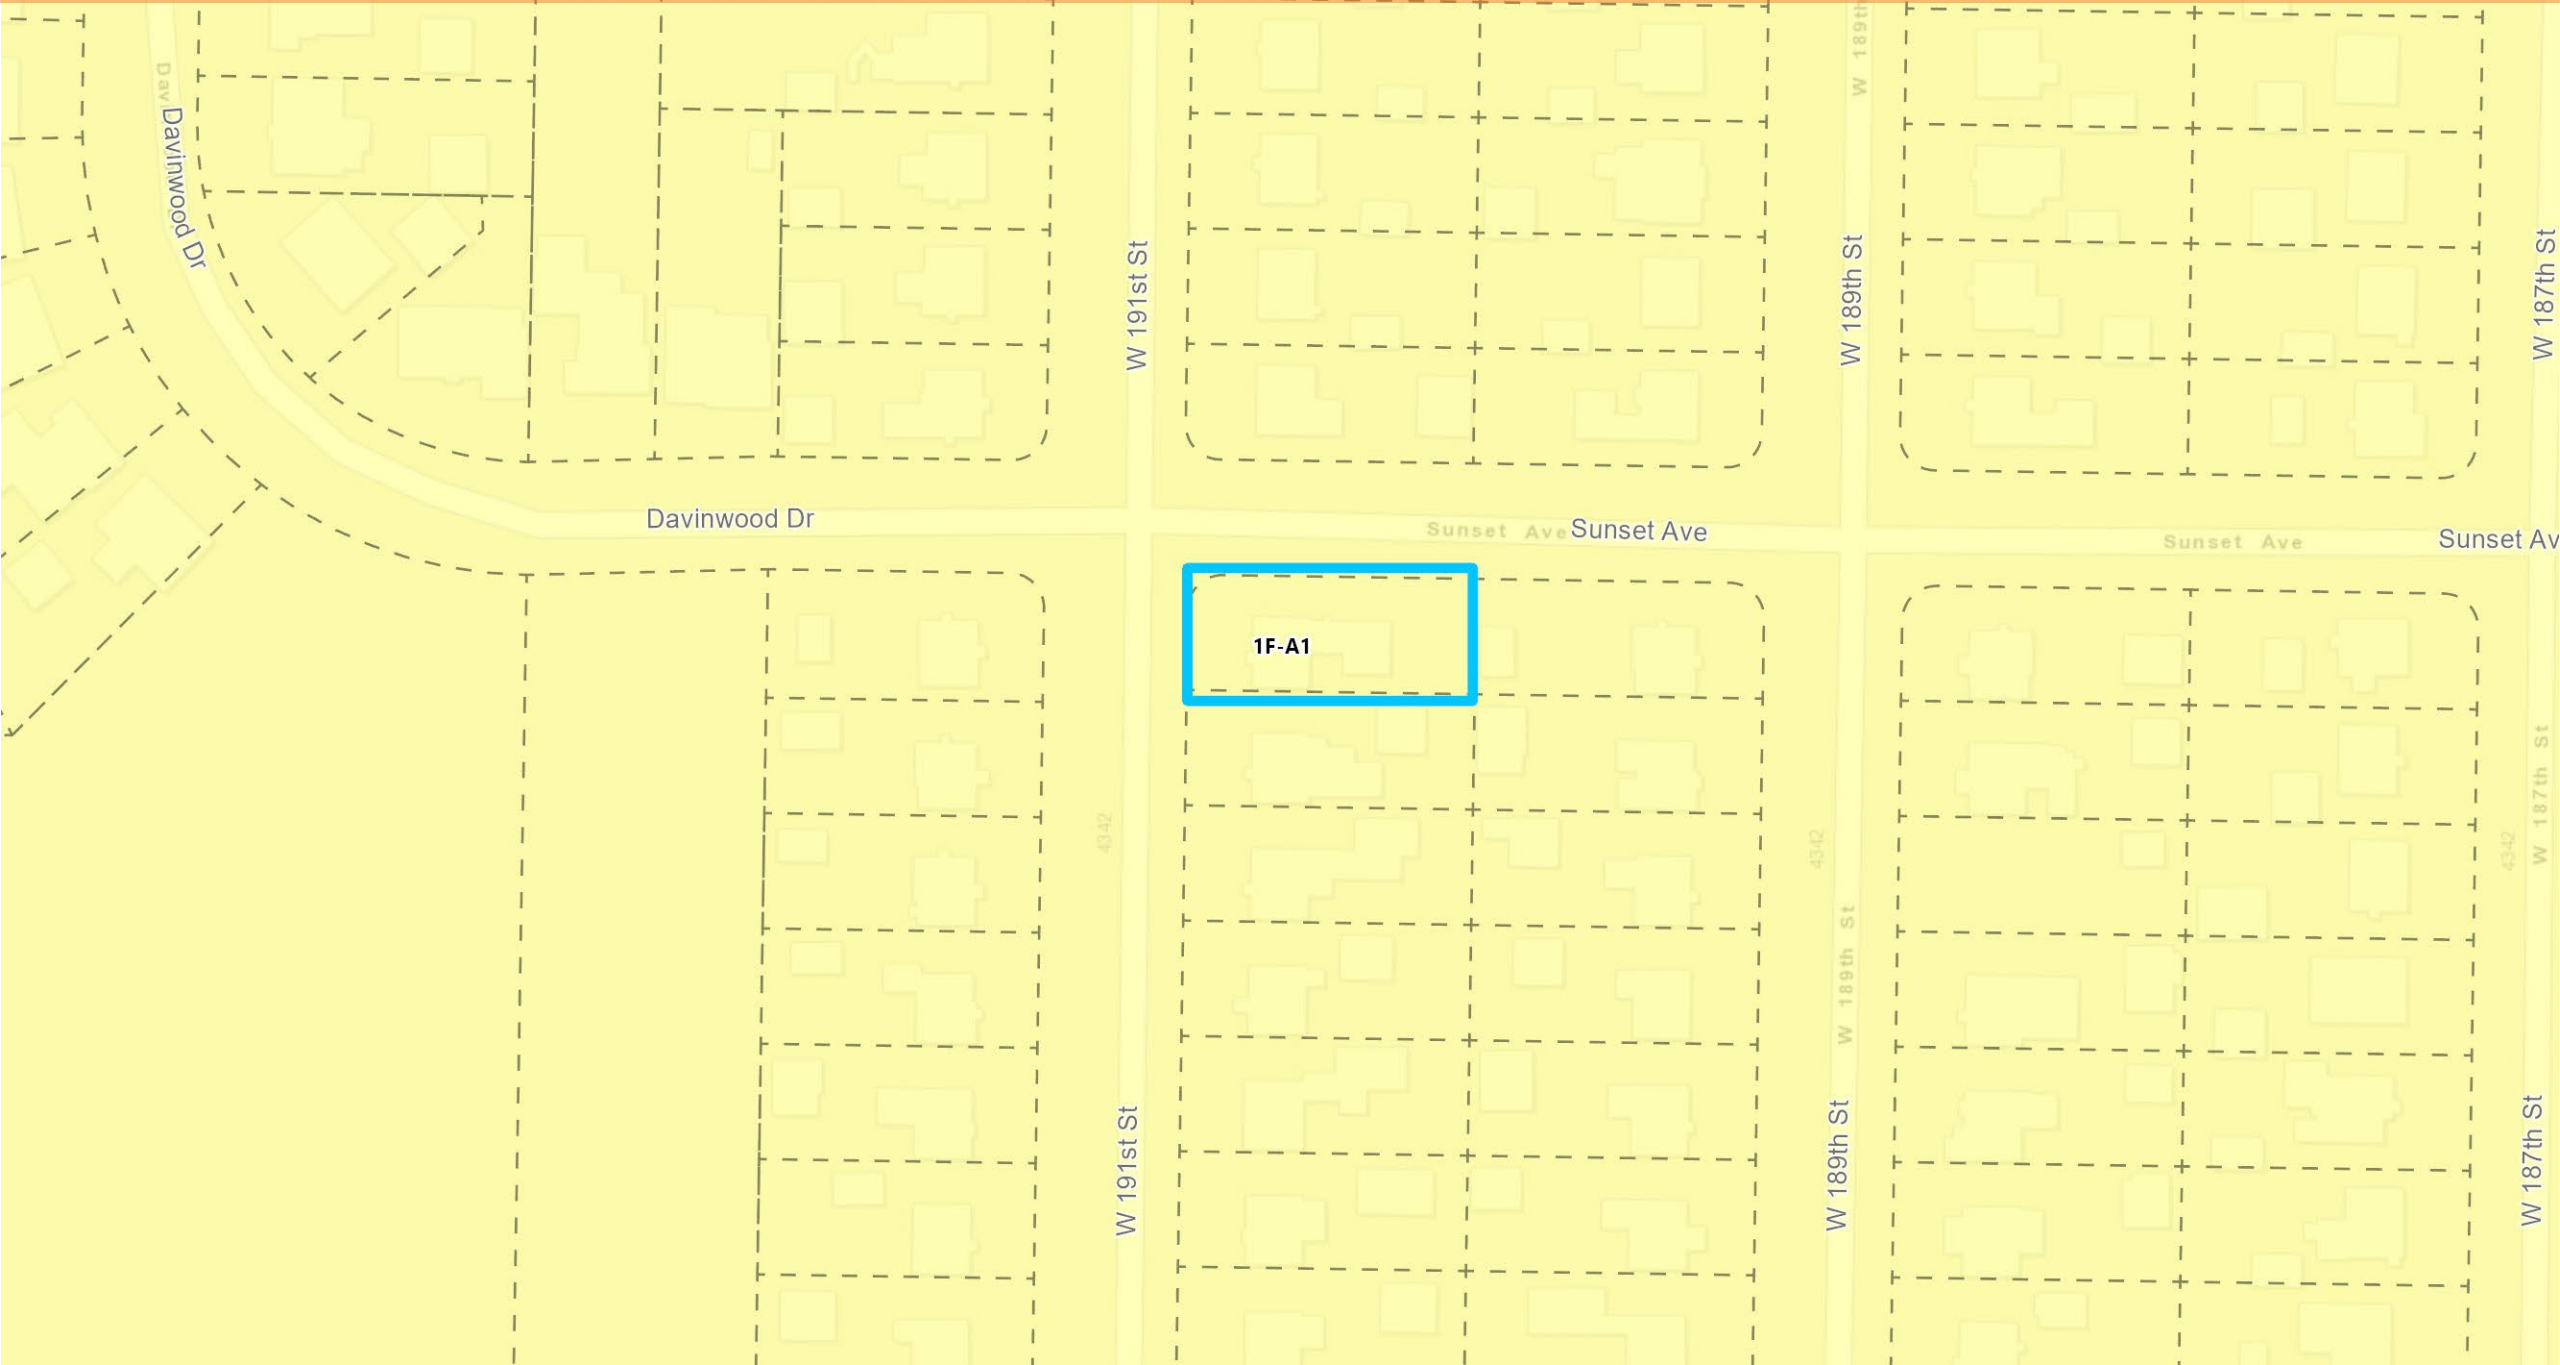 W 189th
Dav
Davinwood Dr
W 191st St
W 189th St
W 187th St
Davinwood Dr
Sunset Ave
Sunset Ave
Sunset Ave
Sunset Av
1F-A1
4342
4342
4342
W 187th St
W 189th St
W 191st St
W 189th St
W 187th St